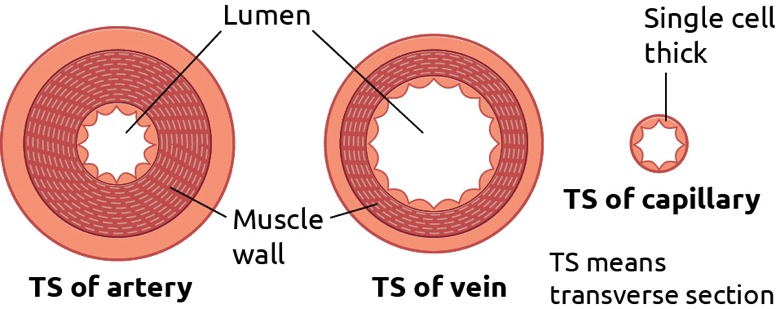 Lumen
Single cell
thick
TS of capillary
Muscle
wall
TS of artery
TS of vein
TS means
transverse section